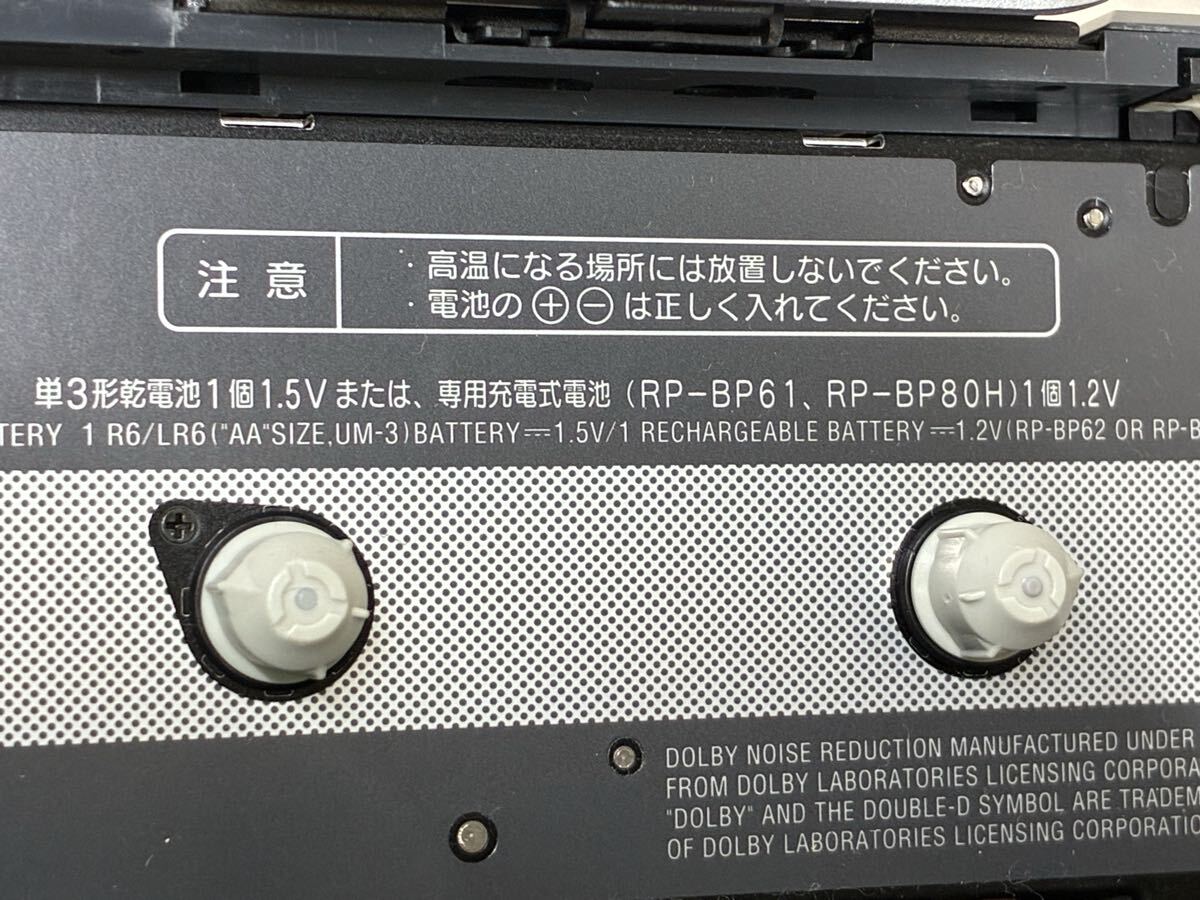 注意
・高温になる場所には放置しないでください。
・電池の⊕⊖は正しく入れてください。
単3形乾電池1個1.5Vまたは、専用充電式電池(RP-BP61、RP-BP80H)1個1.2V
TERY 1 R6/LR6("AA"SIZE,UM-3)BATTERY⎓1.5V/1 RECHARGEABLE BATTERY⎓1.2V(RP-BP62 OR RP-B
DOLBY NOISE REDUCTION MANUFACTURED UNDER
FROM DOLBY LABORATORIES LICENSING CORPORA
"DOLBY" AND THE DOUBLE-D SYMBOL ARE TRADEM
OF DOLBY LABORATORIES LICENSING CORPORATIO